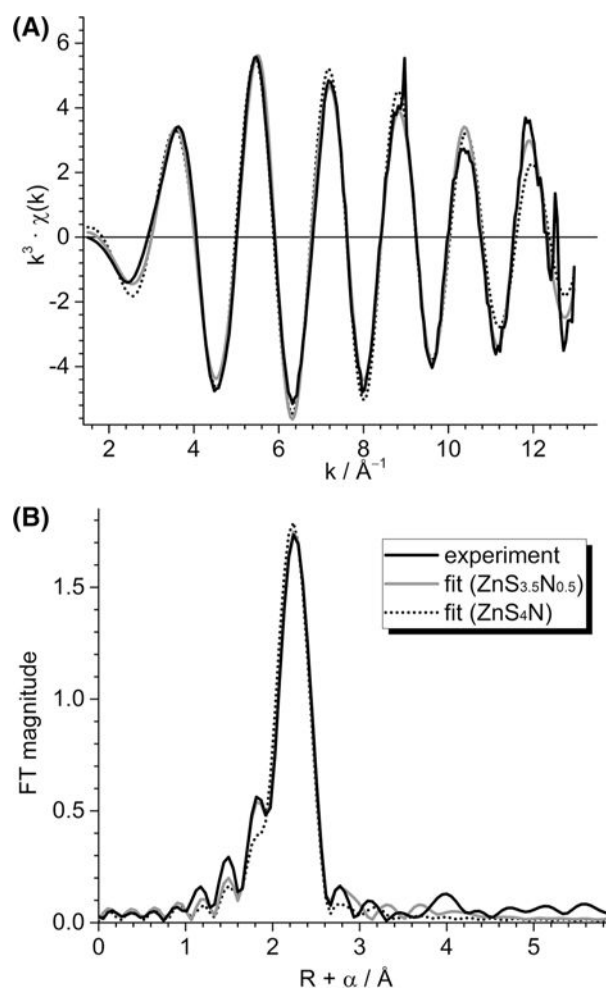 (A)
k³ · χ(k)
6
4
2
0
-2
-4
2 4 6 8 10 12
k / Å⁻¹
(B)
FT magnitude
1.5
1.0
0.5
0.0
experiment
fit (ZnS₃.₅N₀.₅)
fit (ZnS₄N)
0 1 2 3 4 5
R + α / Å